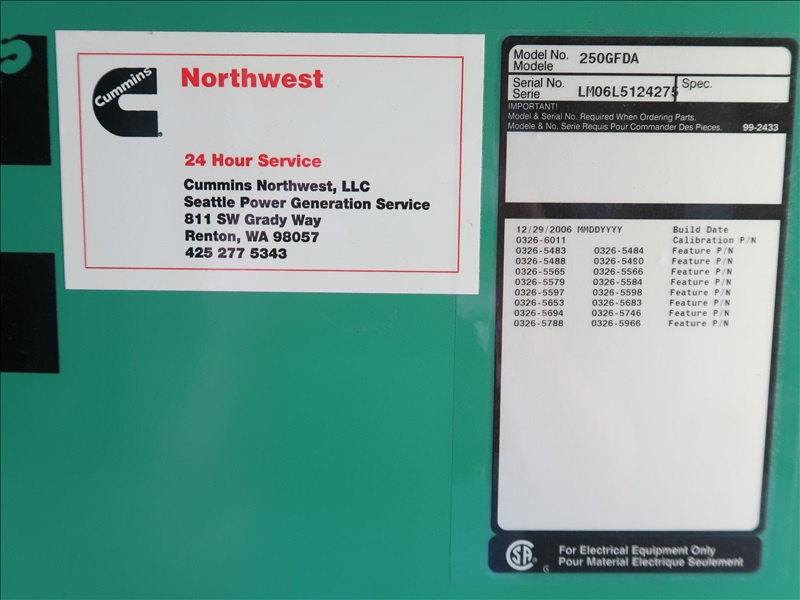 Cummins
Northwest
24 Hour Service
Cummins Northwest, LLC
Seattle Power Generation Service
811 SW Grady Way
Renton, WA 98057
425 277 5343
Model No. 250GFDA
Modele
Serial No. LM06L5124275 Spec.
Serie
IMPORTANT!
Model & Serial No. Required When Ordering Parts.
Modele & No. Serie Requis Pour Commander Des Pieces. 99-2433
12/29/2006 MMDDYYYY Build Date
0326-6011 Calibration P/N
0326-5483 0326-5484 Feature P/N
0326-5488 0326-5490 Feature P/N
0326-5565 0326-5566 Feature P/N
0326-5579 0326-5584 Feature P/N
0326-5597 0326-5598 Feature P/N
0326-5653 0326-5683 Feature P/N
0326-5694 0326-5746 Feature P/N
0326-5788 0326-5966 Feature P/N
SA For Electrical Equipment Only
Pour Material Electrique Seulement